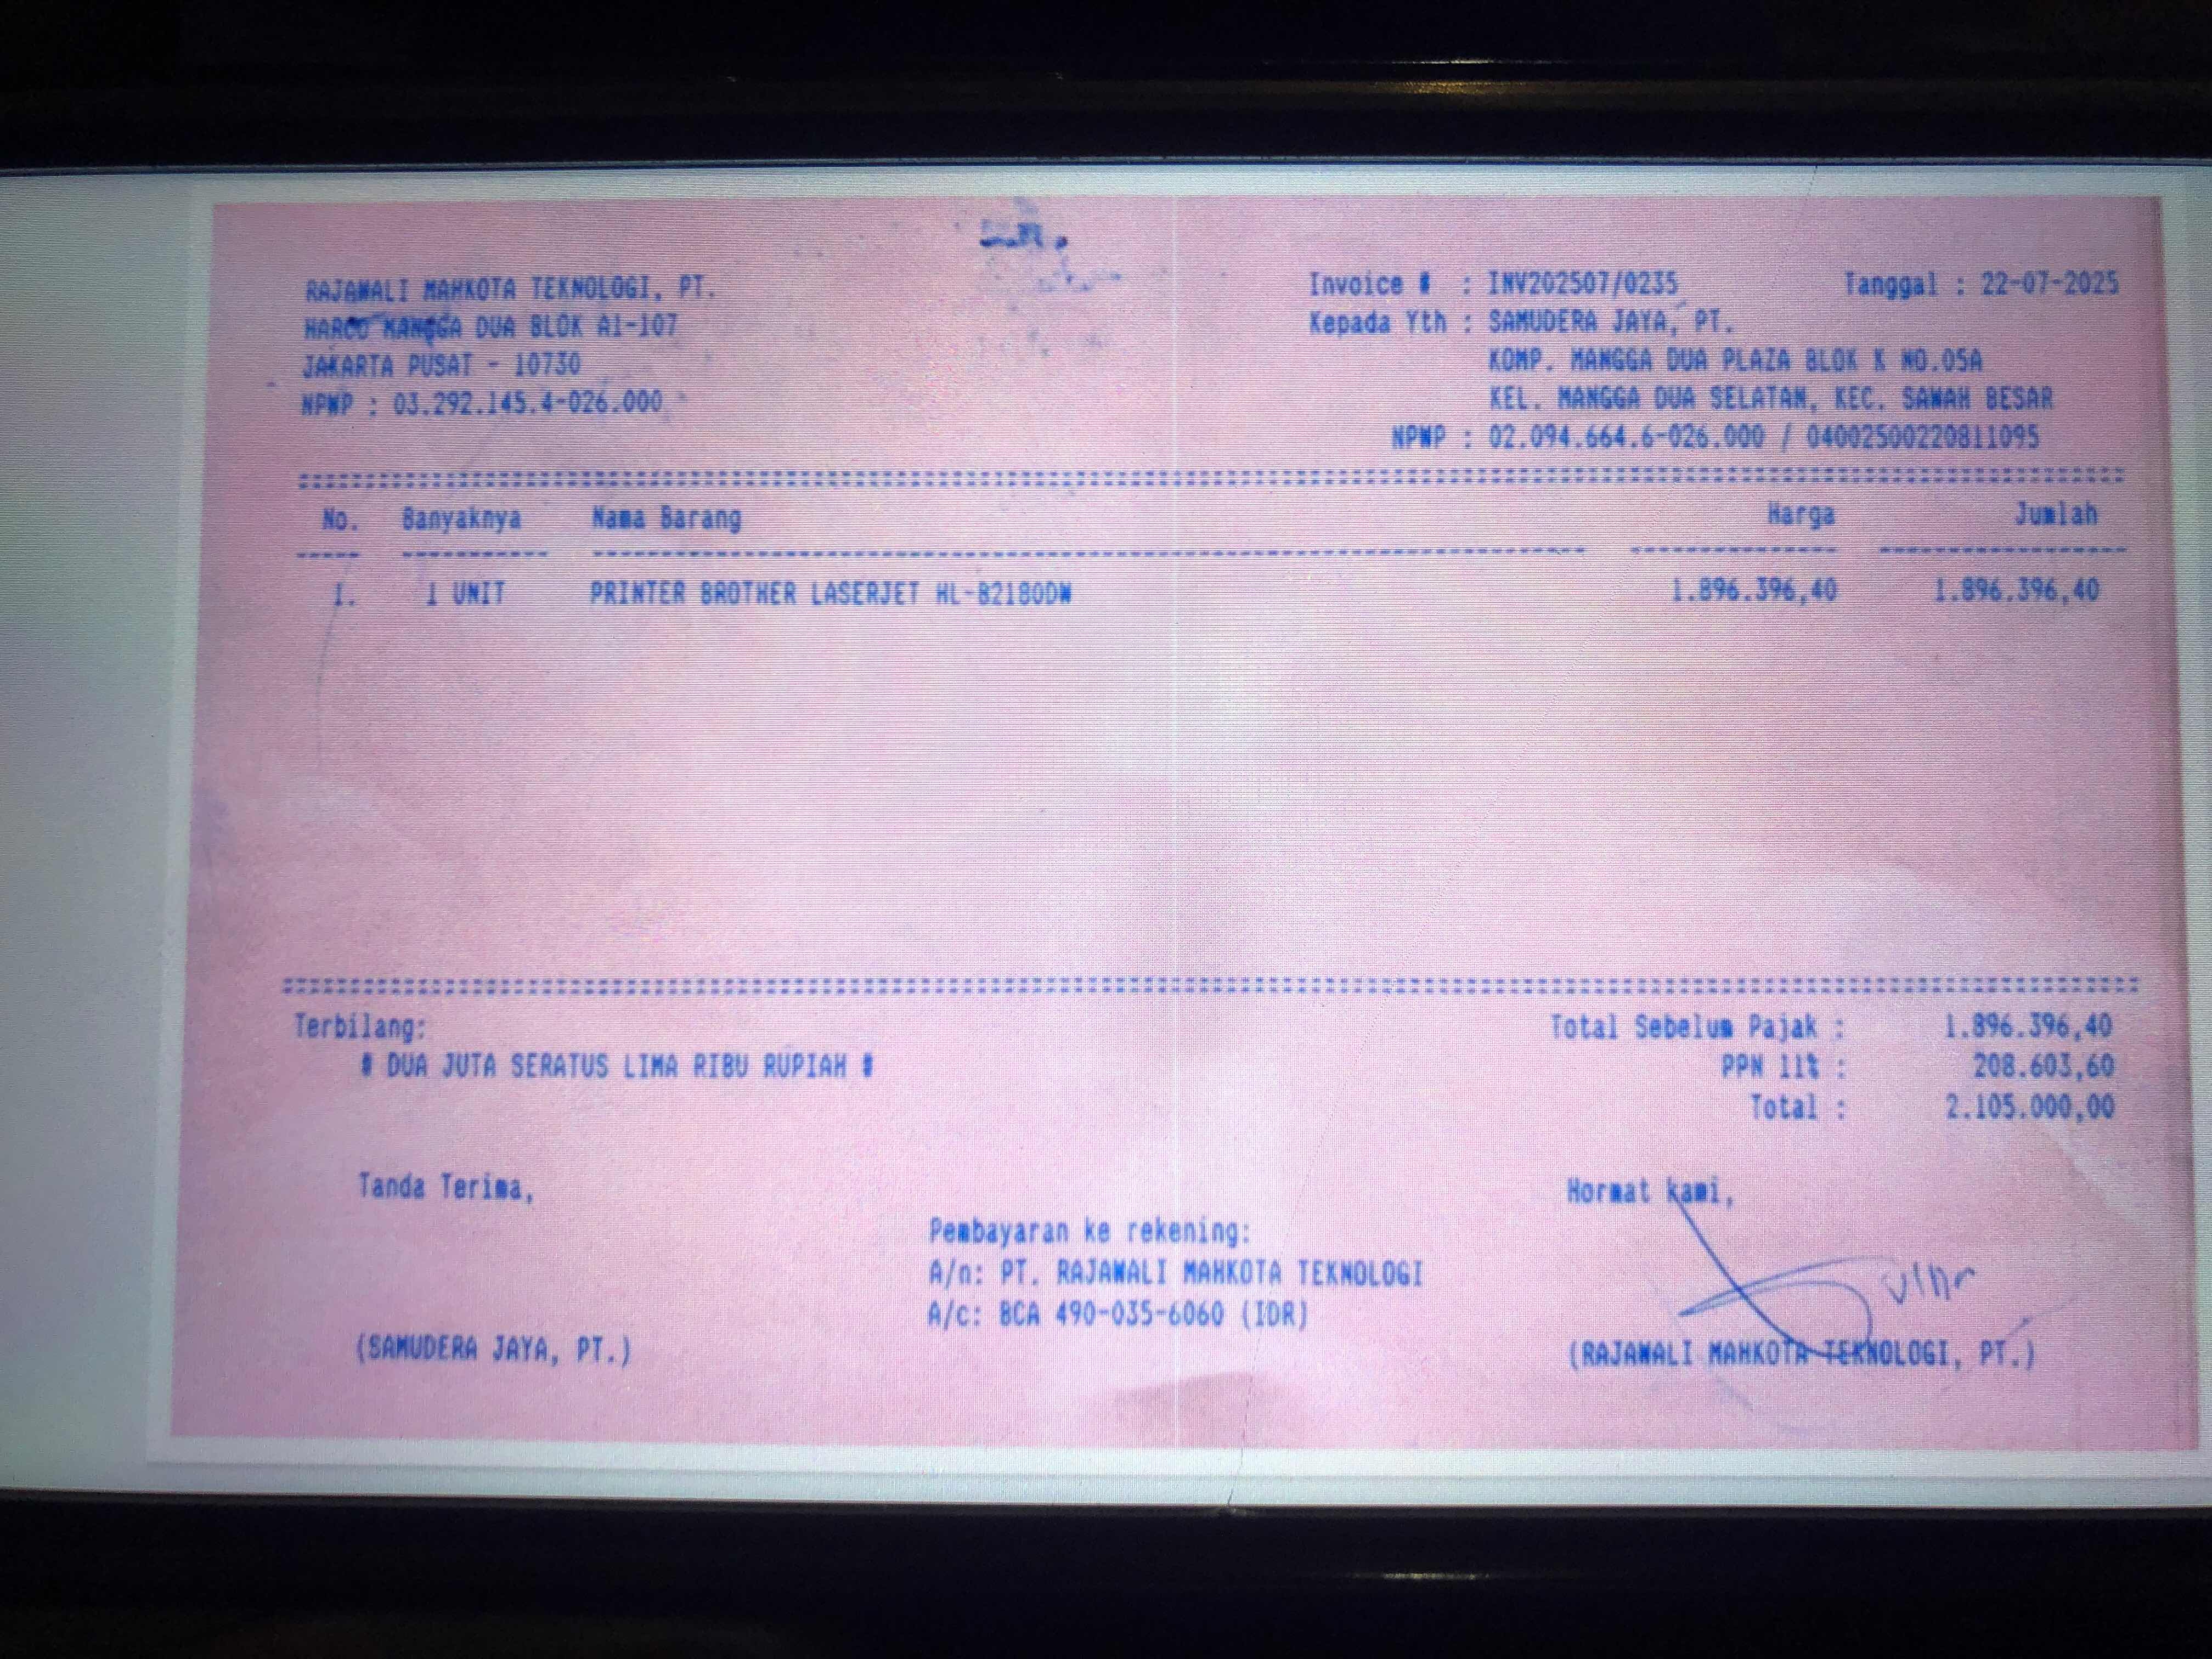 RAJAWALI MAHKOTA TEKNOLOGI, PT.
HARCO MANGGA DUA BLOK A1-107
JAKARTA PUSAT - 10730
NPWP : 03.292.145.4-026.000
Invoice # : INV202507/0235 Tanggal : 22-07-2025
Kepada Yth : SAMUDERA JAYA, PT.
KOMP. MANGGA DUA PLAZA BLOK K NO.05A
KEL. MANGGA DUA SELATAN, KEC. SAWAH BESAR
NPWP : 02.094.664.6-026.000 / 04002500220811095
No. Banyaknya Nama Barang Harga Jumlah
1. 1 UNIT PRINTER BROTHER LASERJET HL-B2180DW 1.896.396,40 1.896.396,40
Terbilang:
# DUA JUTA SERATUS LIMA RIBU RUPIAH #
Total Sebelum Pajak : 1.896.396,40
PPN 11% : 208.603,60
Total : 2.105.000,00
Tanda Terima,
(SAMUDERA JAYA, PT.)
Pembayaran ke rekening:
A/n: PT. RAJAWALI MAHKOTA TEKNOLOGI
A/c: BCA 490-035-6060 (IDR)
Hormat kami,
(RAJAWALI MAHKOTA TEKNOLOGI, PT.)